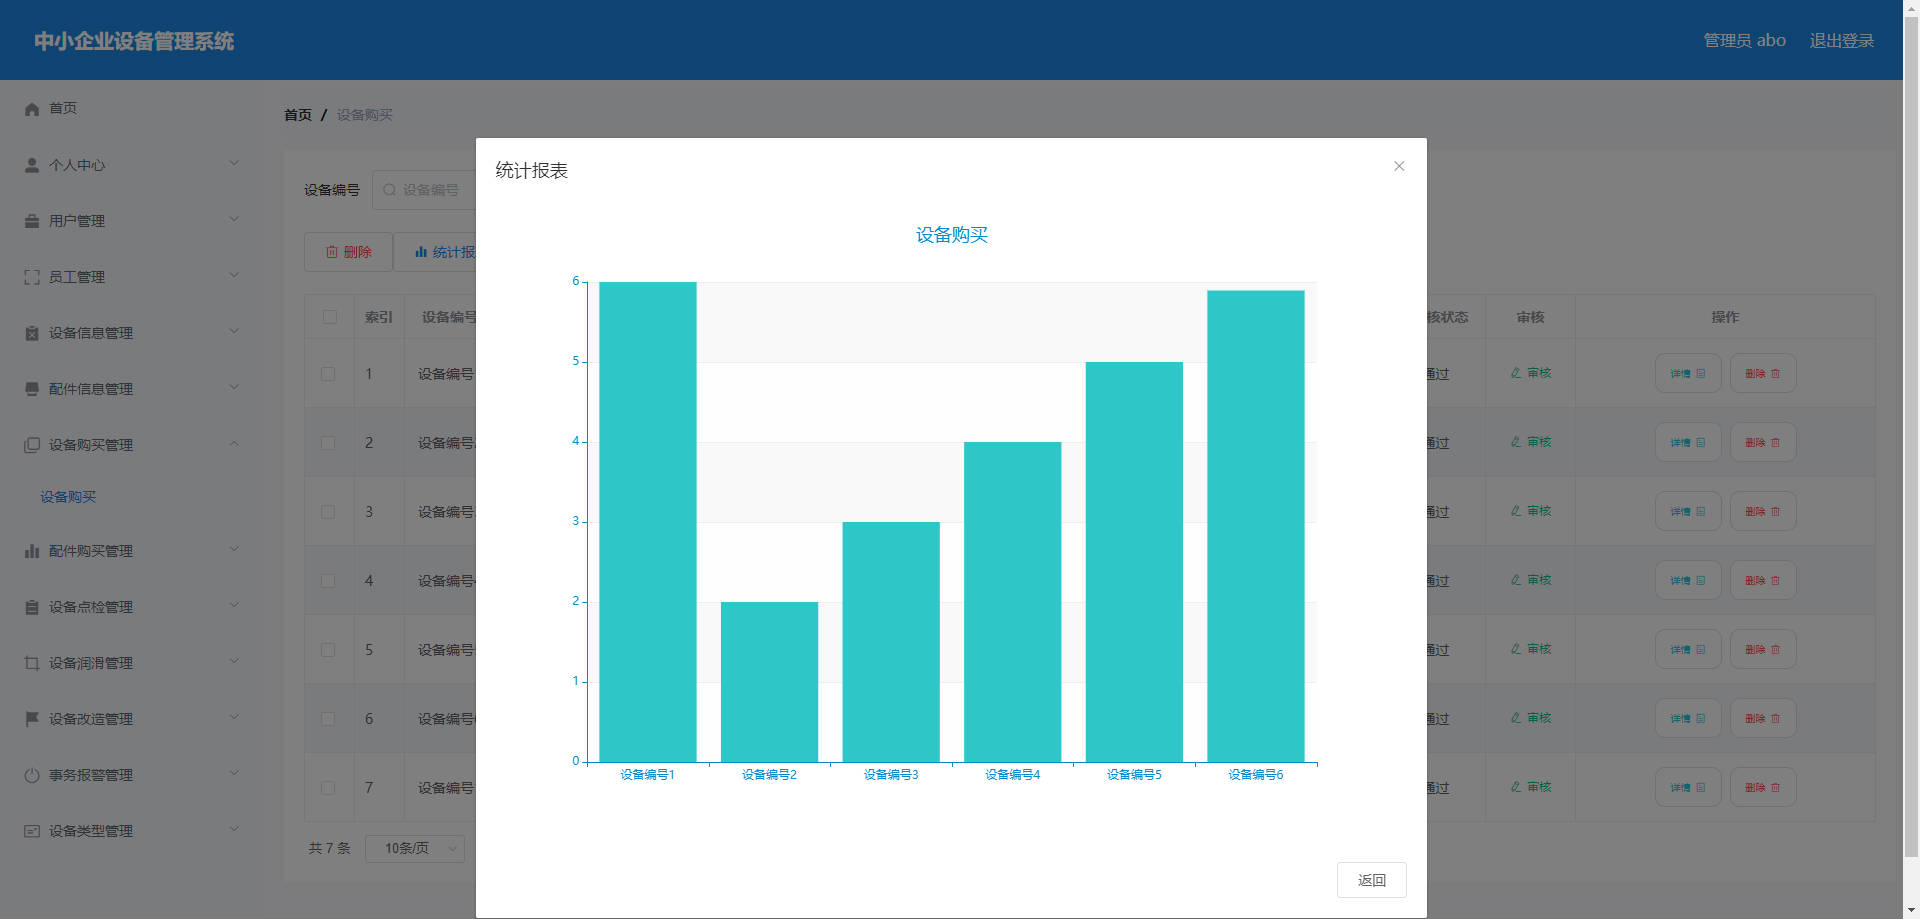 中小企业设备管理系统
管理员 abo 退出登录
首页
个人中心
用户管理
员工管理
设备信息管理
配件信息管理
设备购买管理
设备购买
配件购买管理
设备点检管理
设备润滑管理
设备改造管理
事务报警管理
设备类型管理
首页 / 设备购买
设备编号 设备编号
删除 统计报
索引 设备编号 核状态 审核 操作
1 设备编号 通过 审核 详情 删除
2 设备编号 通过 审核 详情 删除
3 设备编号 通过 审核 详情 删除
4 设备编号 通过 审核 详情 删除
5 设备编号 通过 审核 详情 删除
6 设备编号 通过 审核 详情 删除
7 设备编号 通过 审核 详情 删除
共 7 条 10条/页
统计报表
设备购买
6
5
4
3
2
1
0
设备编号1 设备编号2 设备编号3 设备编号4 设备编号5 设备编号6
返回